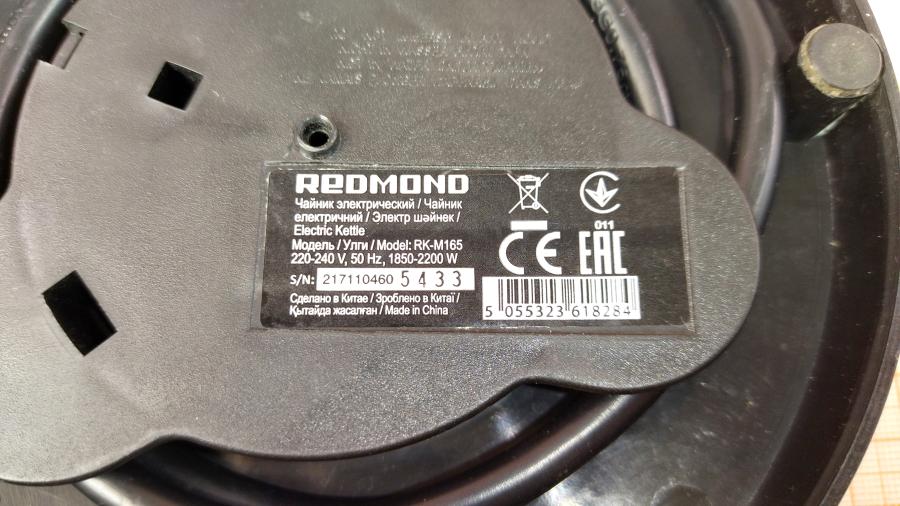 REDMOND
Чайник электрический / Чайник
електричний / Электр шәйнек /
Electric Kettle
Модель / Улги / Model: RK-M165
220-240 V, 50 Hz, 1850-2200 W
S/N: 217110460 5433
Сделано в Китае / Зроблено в Китаї /
Қытайда жасалған / Made in China
011
CE EAC
5 055323 618284